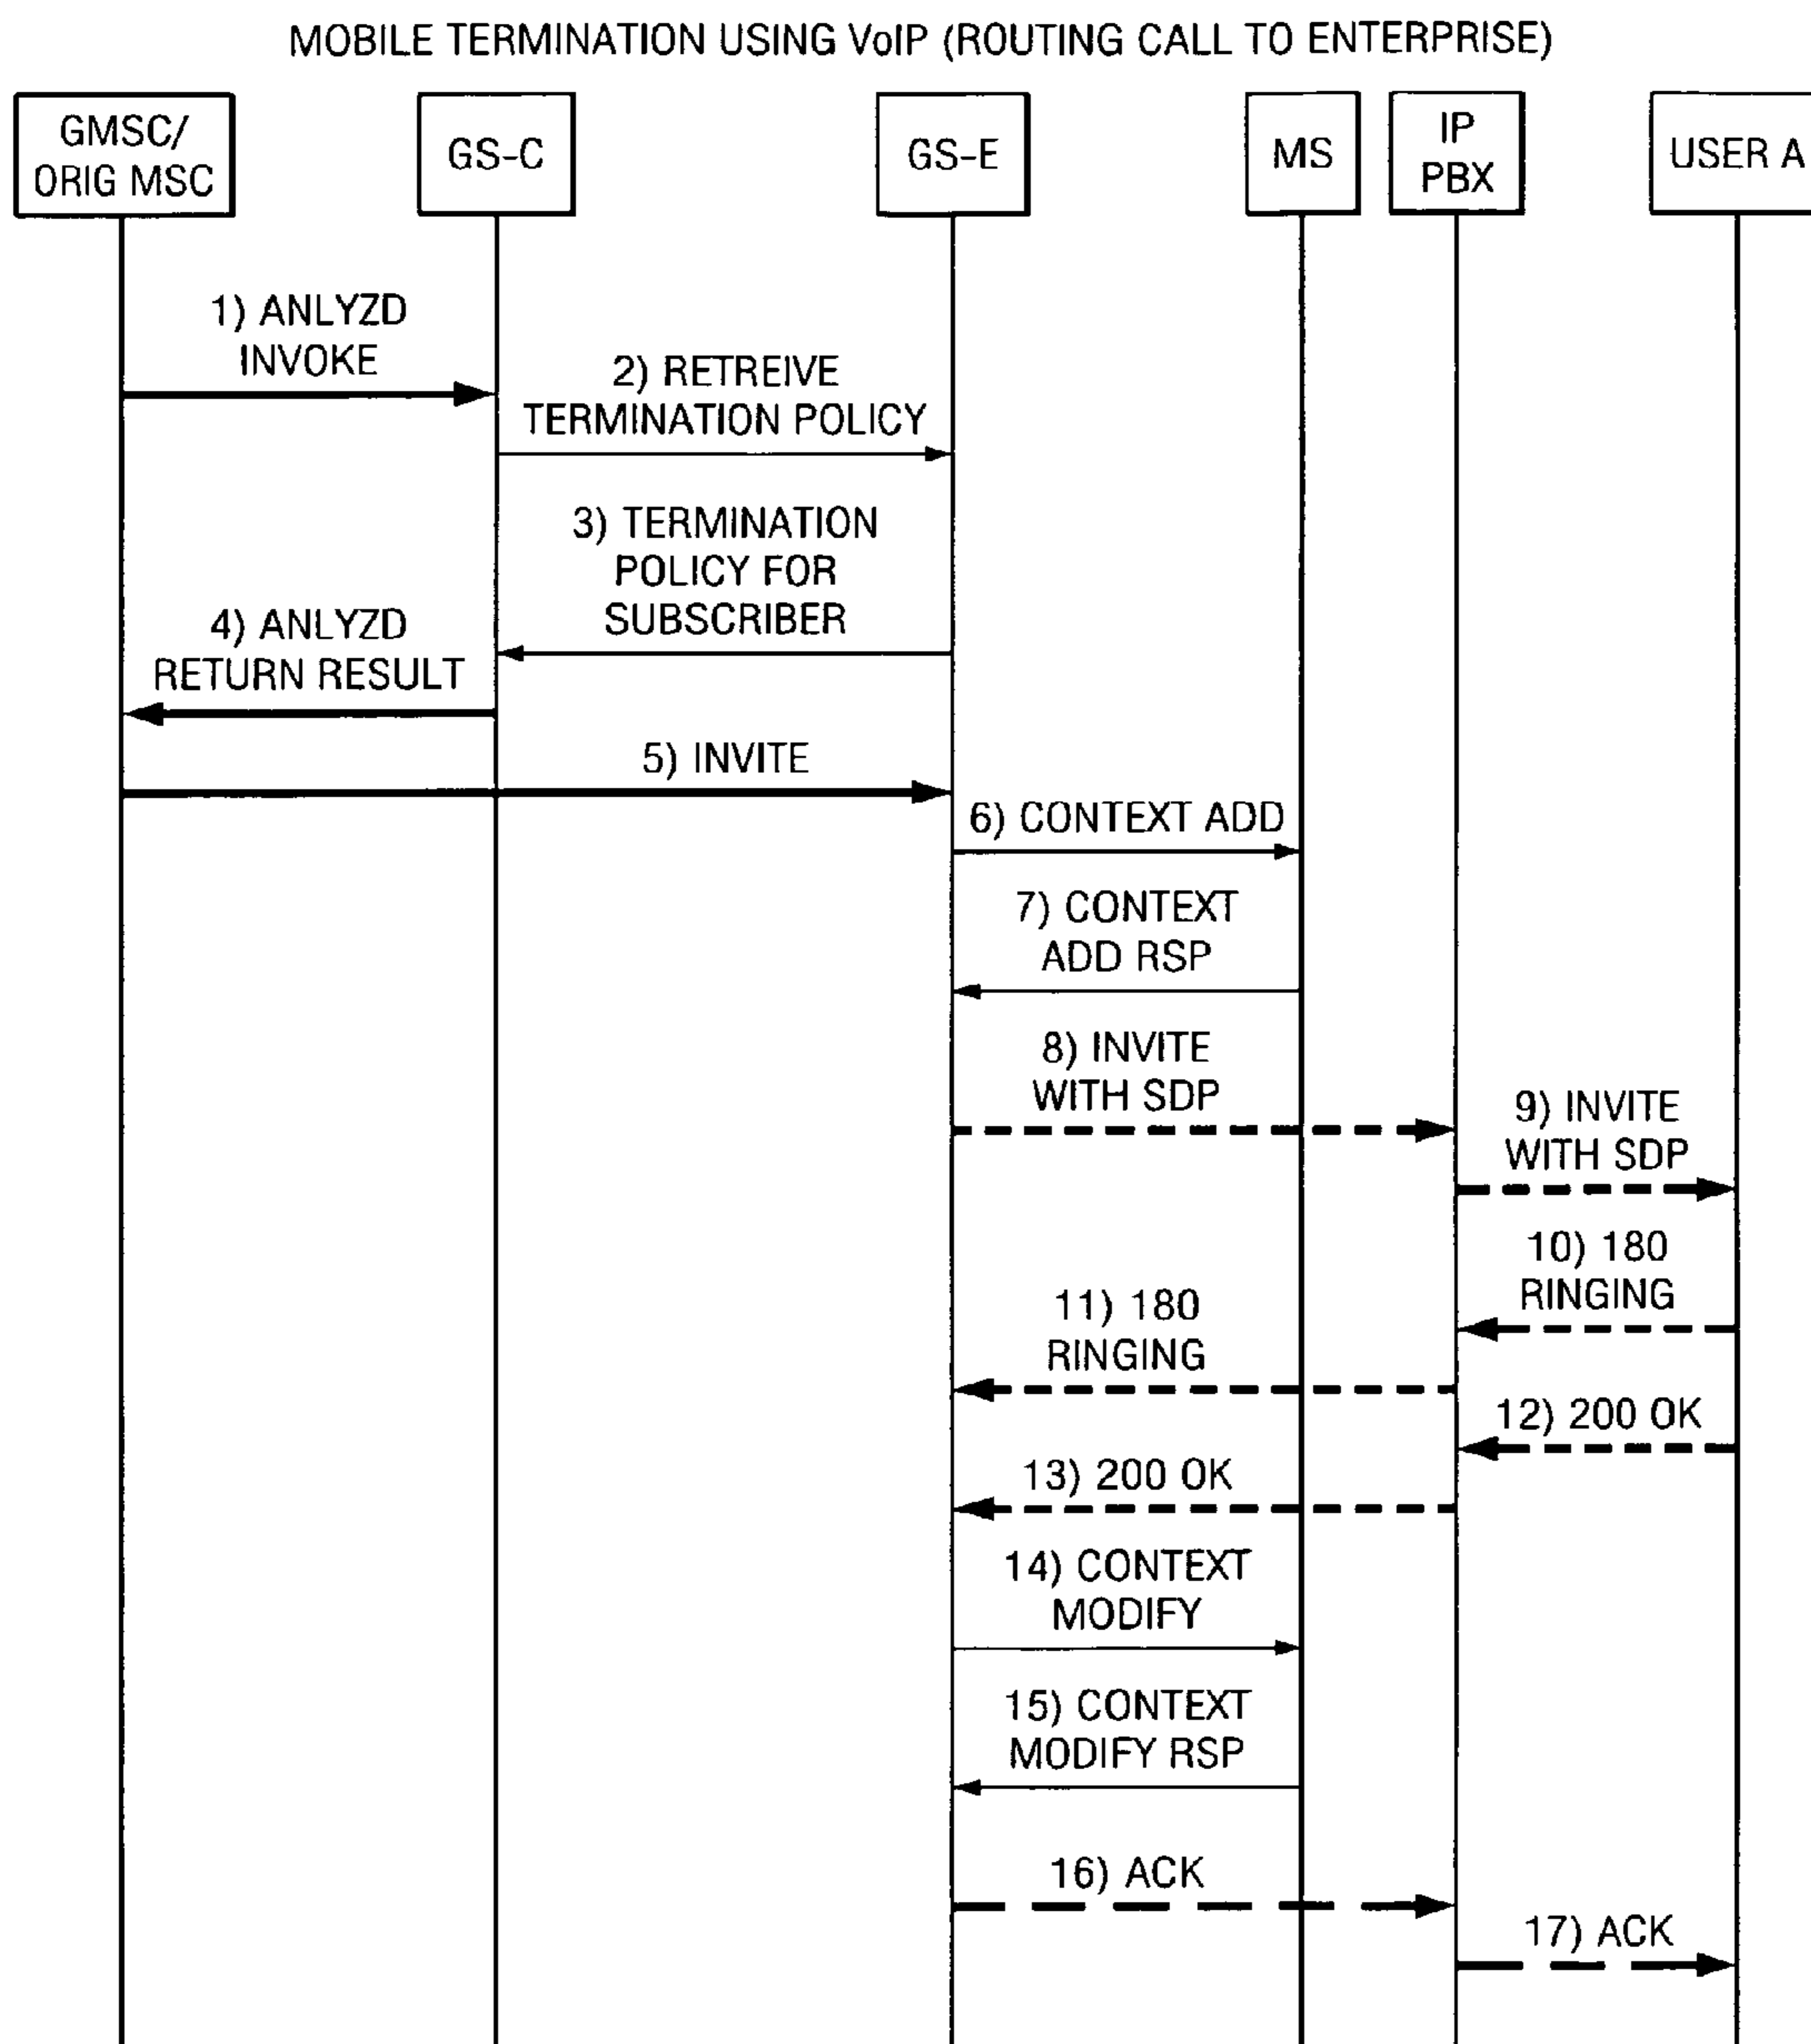 MOBILE TERMINATION USING VoIP (ROUTING CALL TO ENTERPRISE)
GMSC/
ORIG MSC
GS-C
GS-E
MS
IP
PBX
USER A
1) ANLYZD
INVOKE
2) RETREIVE
TERMINATION POLICY
3) TERMINATION
POLICY FOR
SUBSCRIBER
4) ANLYZD
RETURN RESULT
5) INVITE
6) CONTEXT ADD
7) CONTEXT
ADD RSP
8) INVITE
WITH SDP
9) INVITE
WITH SDP
10) 180
RINGING
11) 180
RINGING
12) 200 OK
13) 200 OK
14) CONTEXT
MODIFY
15) CONTEXT
MODIFY RSP
16) ACK
17) ACK